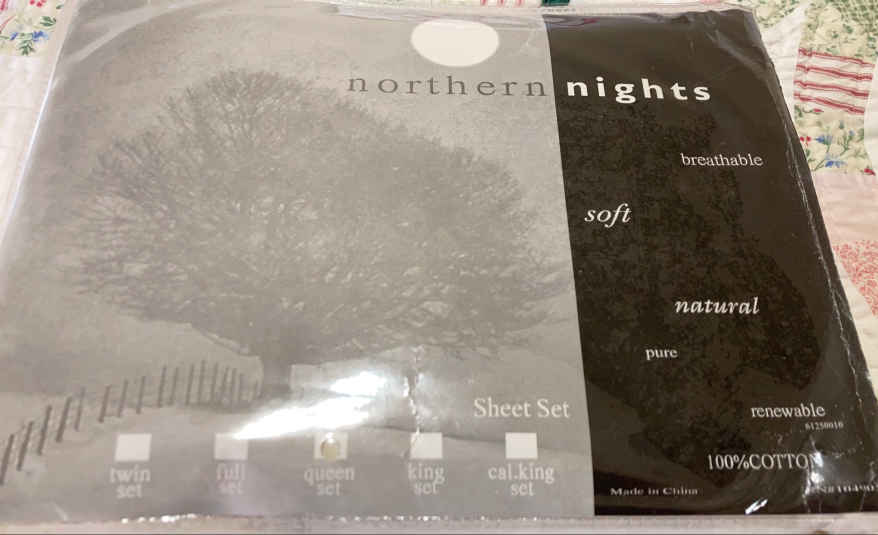 northern nights
breathable
soft
natural
pure
renewable
61250010
Sheet Set
100%COTTON
twin set
full set
queen set
king set
cal.king set
Made in China